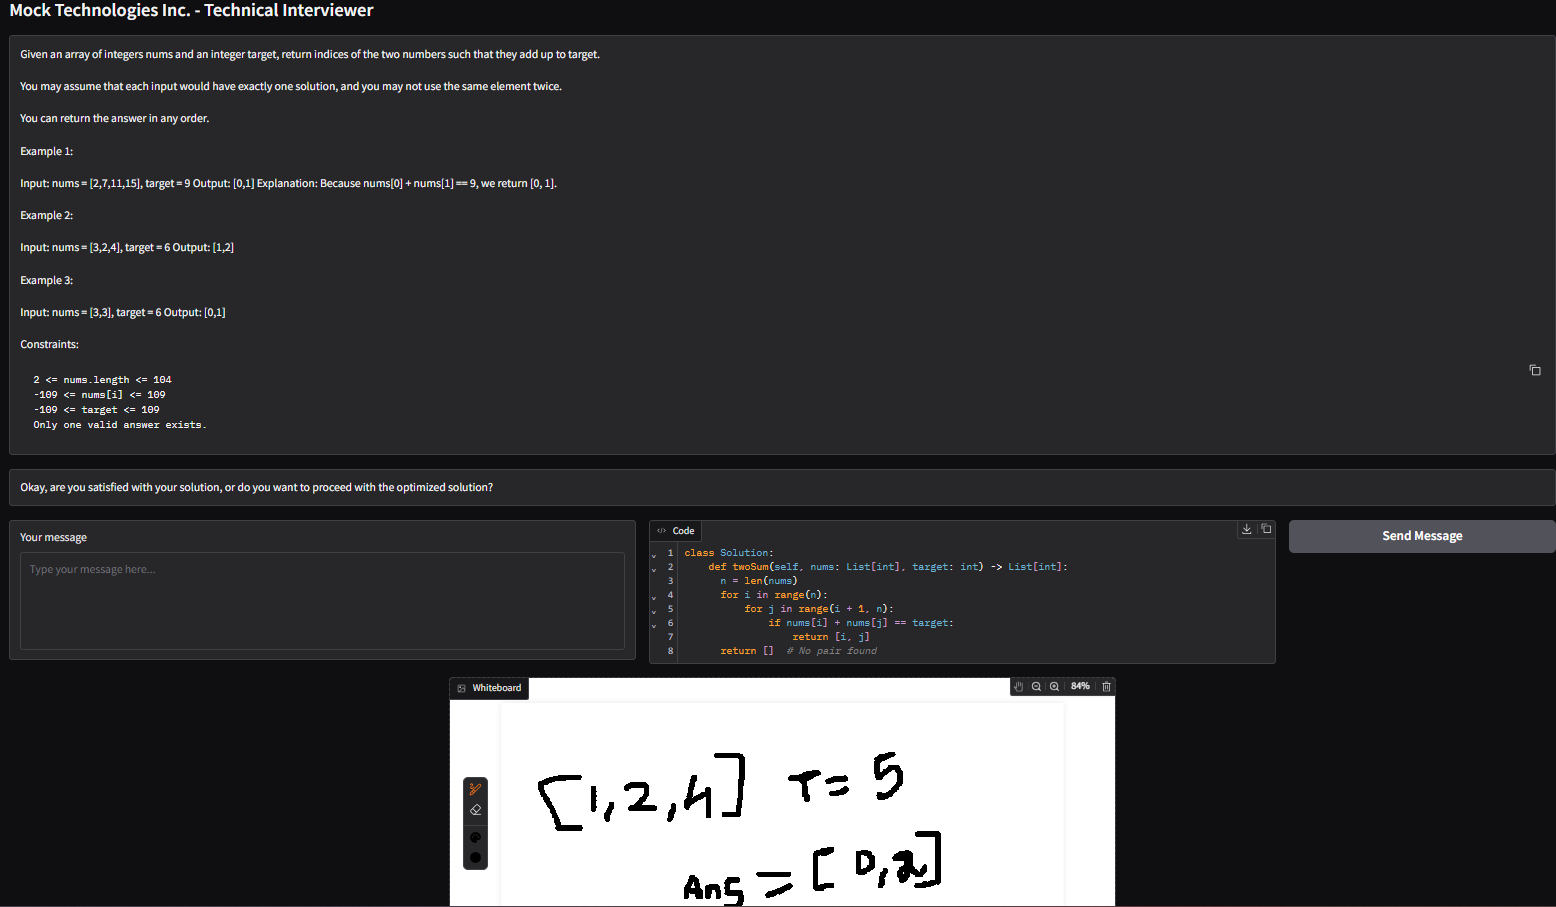 Mock Technologies Inc. - Technical Interviewer
Given an array of integers nums and an integer target, return indices of the two numbers such that they add up to target.
You may assume that each input would have exactly one solution, and you may not use the same element twice.
You can return the answer in any order.
Example 1:
Input: nums = [2,7,11,15], target = 9 Output: [0,1] Explanation: Because nums[0] + nums[1] == 9, we return [0, 1].
Example 2:
Input: nums = [3,2,4], target = 6 Output: [1,2]
Example 3:
Input: nums = [3,3], target = 6 Output: [0,1]
Constraints:
2 <= nums.length <= 104
-109 <= nums[i] <= 109
-109 <= target <= 109
Only one valid answer exists.
Okay, are you satisfied with your solution, or do you want to proceed with the optimized solution?
Your message
Type your message here...
</> Code
1 class Solution:
2 def twoSum(self, nums: List[int], target: int) -> List[int]:
3 n = len(nums)
4 for i in range(n):
5 for j in range(i + 1, n):
6 if nums[i] + nums[j] == target:
7 return [i, j]
8 return [] # No pair found
Send Message
Whiteboard
84%
[1,2,4] T= 5
Ans = [0,2]